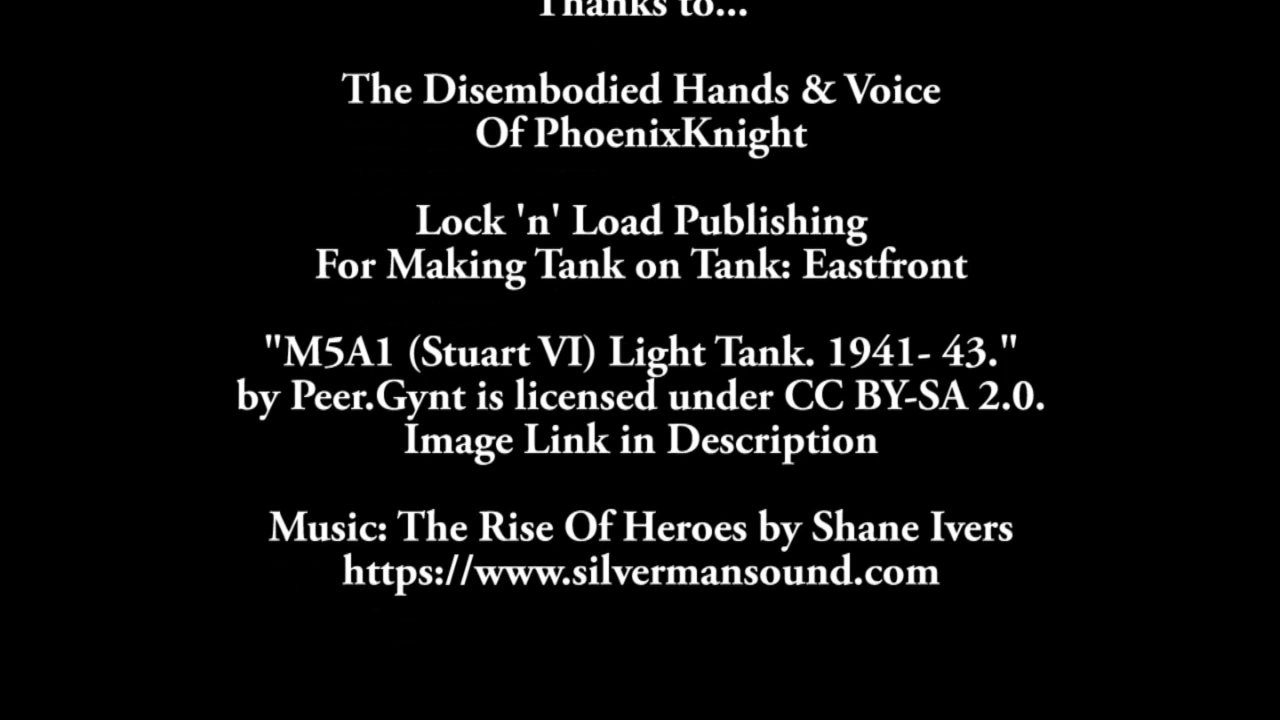 Thanks to...
The Disembodied Hands & Voice
Of PhoenixKnight
Lock 'n' Load Publishing
For Making Tank on Tank: Eastfront
"M5A1 (Stuart VI) Light Tank. 1941- 43."
by Peer.Gynt is licensed under CC BY-SA 2.0.
Image Link in Description
Music: The Rise Of Heroes by Shane Ivers
https://www.silvermansound.com